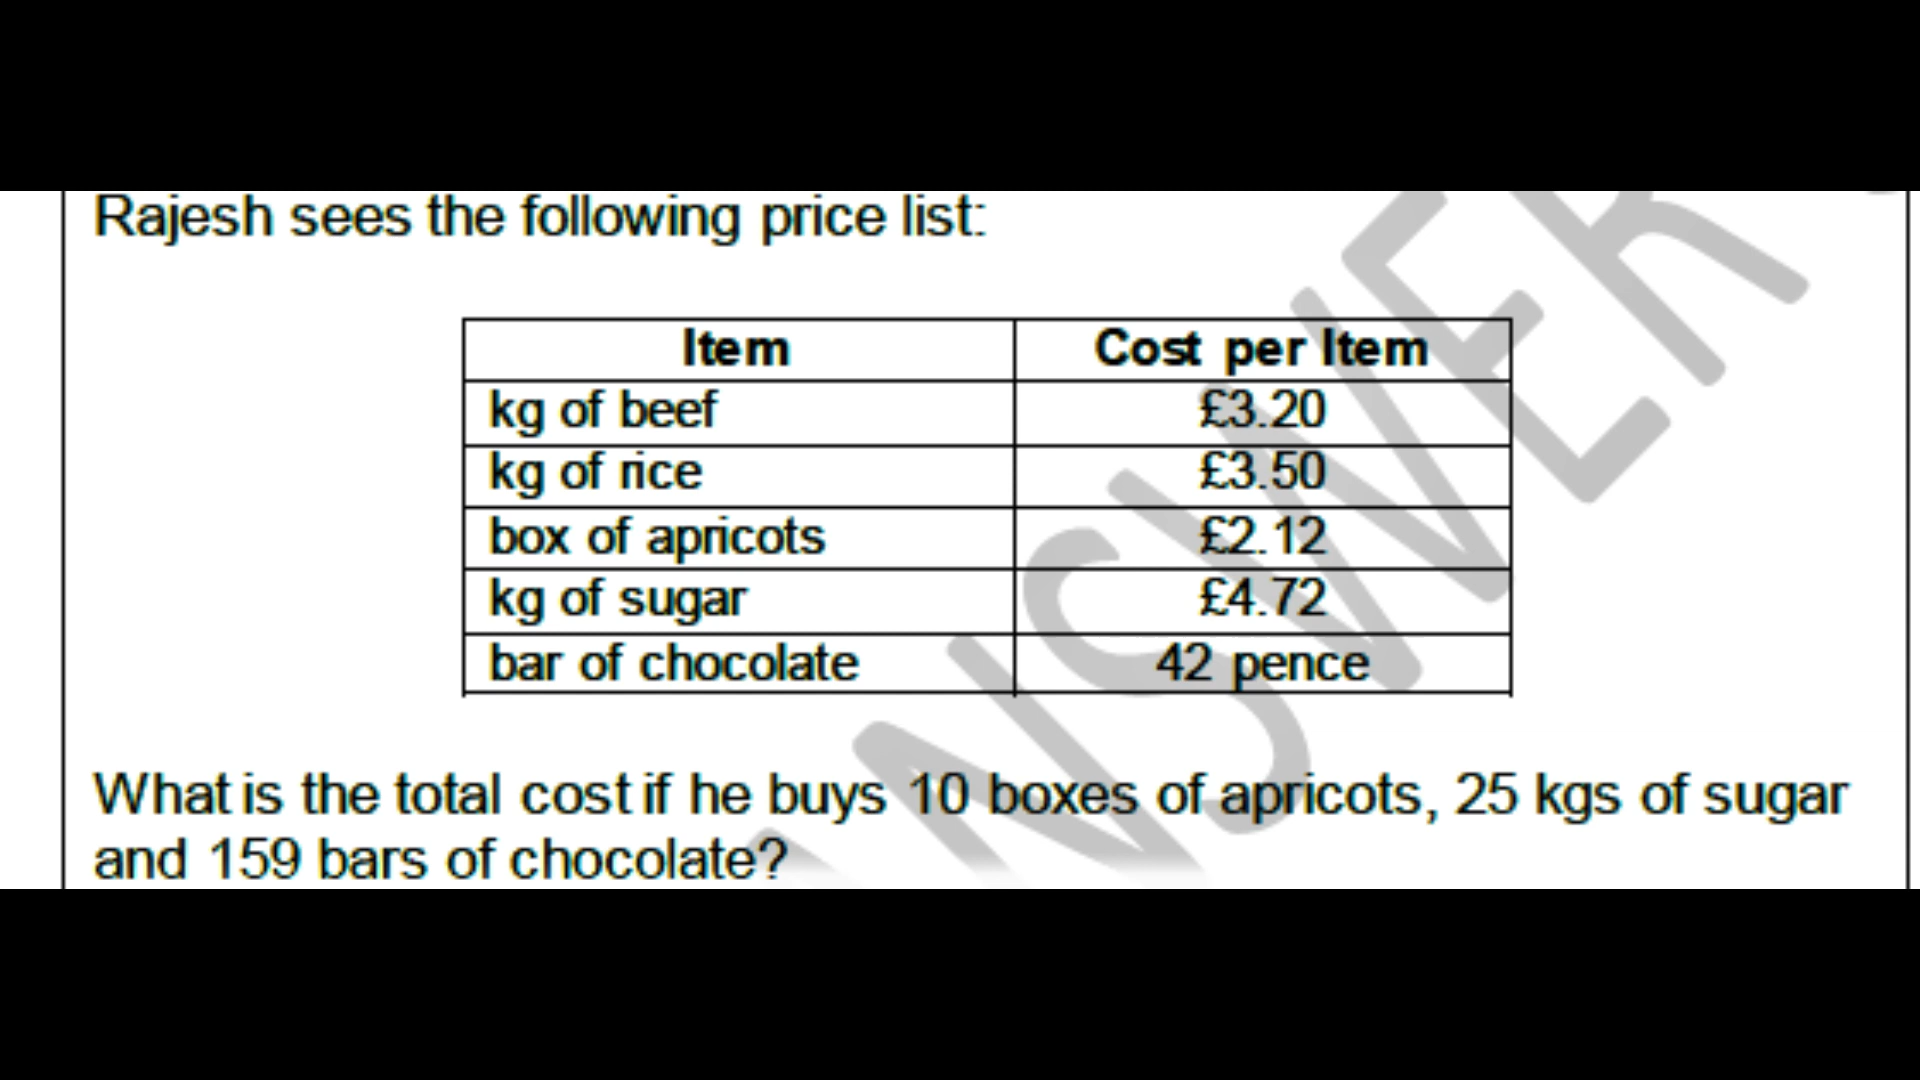 Rajesh sees the following price list:
Item Cost per Item
kg of beef £3.20
kg of rice £3.50
box of apricots £2.12
kg of sugar £4.72
bar of chocolate 42 pence
What is the total cost if he buys 10 boxes of apricots, 25 kgs of sugar
and 159 bars of chocolate?